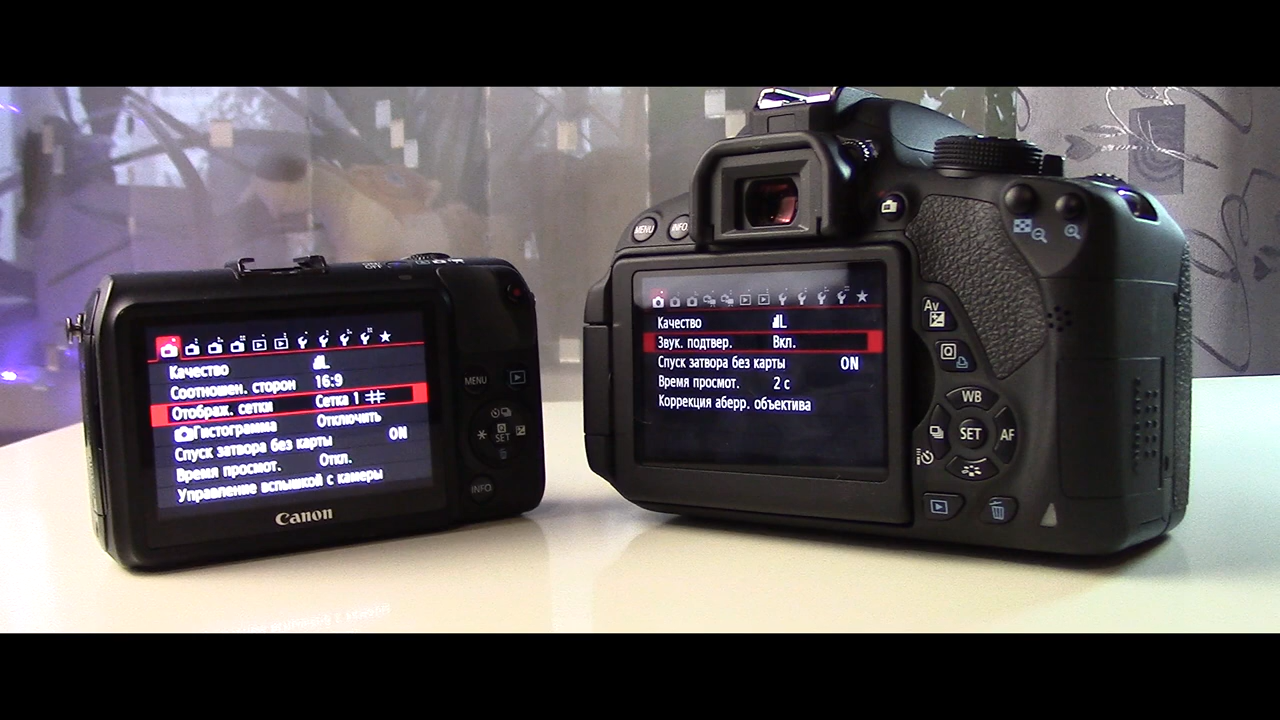 Качество L
Соотношен. сторон 16:9
Отображ. сетки Сетка 1
Гистограмма Отключить
Спуск затвора без карты ON
Время просмот. Откл.
Управление вспышкой с камеры
Canon
MENU
Q
SET
INFO
MENU
INFO
Качество L
Звук. подтвер. Вкл.
Спуск затвора без карты ON
Время просмот. 2 с
Коррекция аберр. объектива
Av
Q
WB
SET
AF